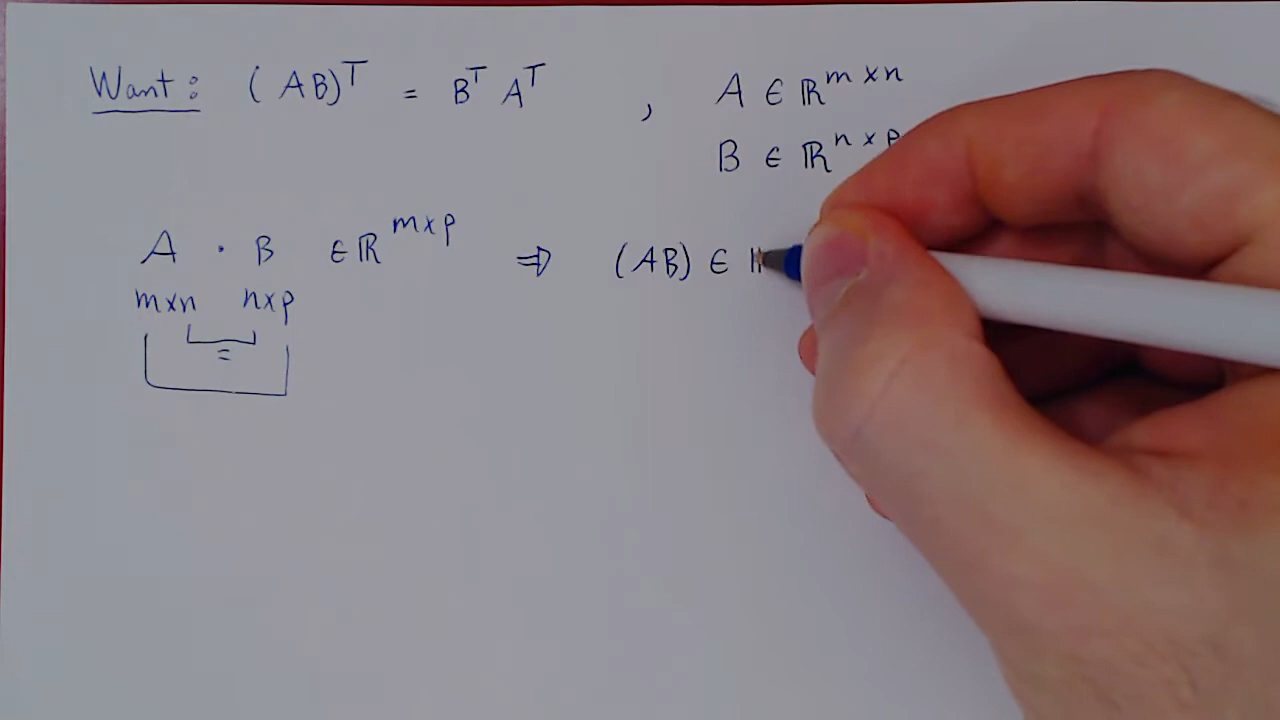 Want: (AB)^T = B^T A^T , A ∈ ℝ^{m×n}
B ∈ ℝ^{n×p}
A · B ∈ ℝ^{m×p} ⇒ (AB) ∈
m×n n×p
=